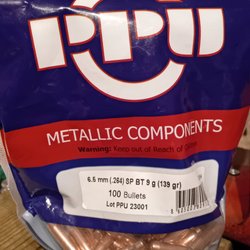 PPU
METALLIC COMPONENTS
Warning: Keep out of Reach of Children
6.5 mm (.264) SP BT 9 g (139 gr)
100 Bullets
Lot PPU 23001